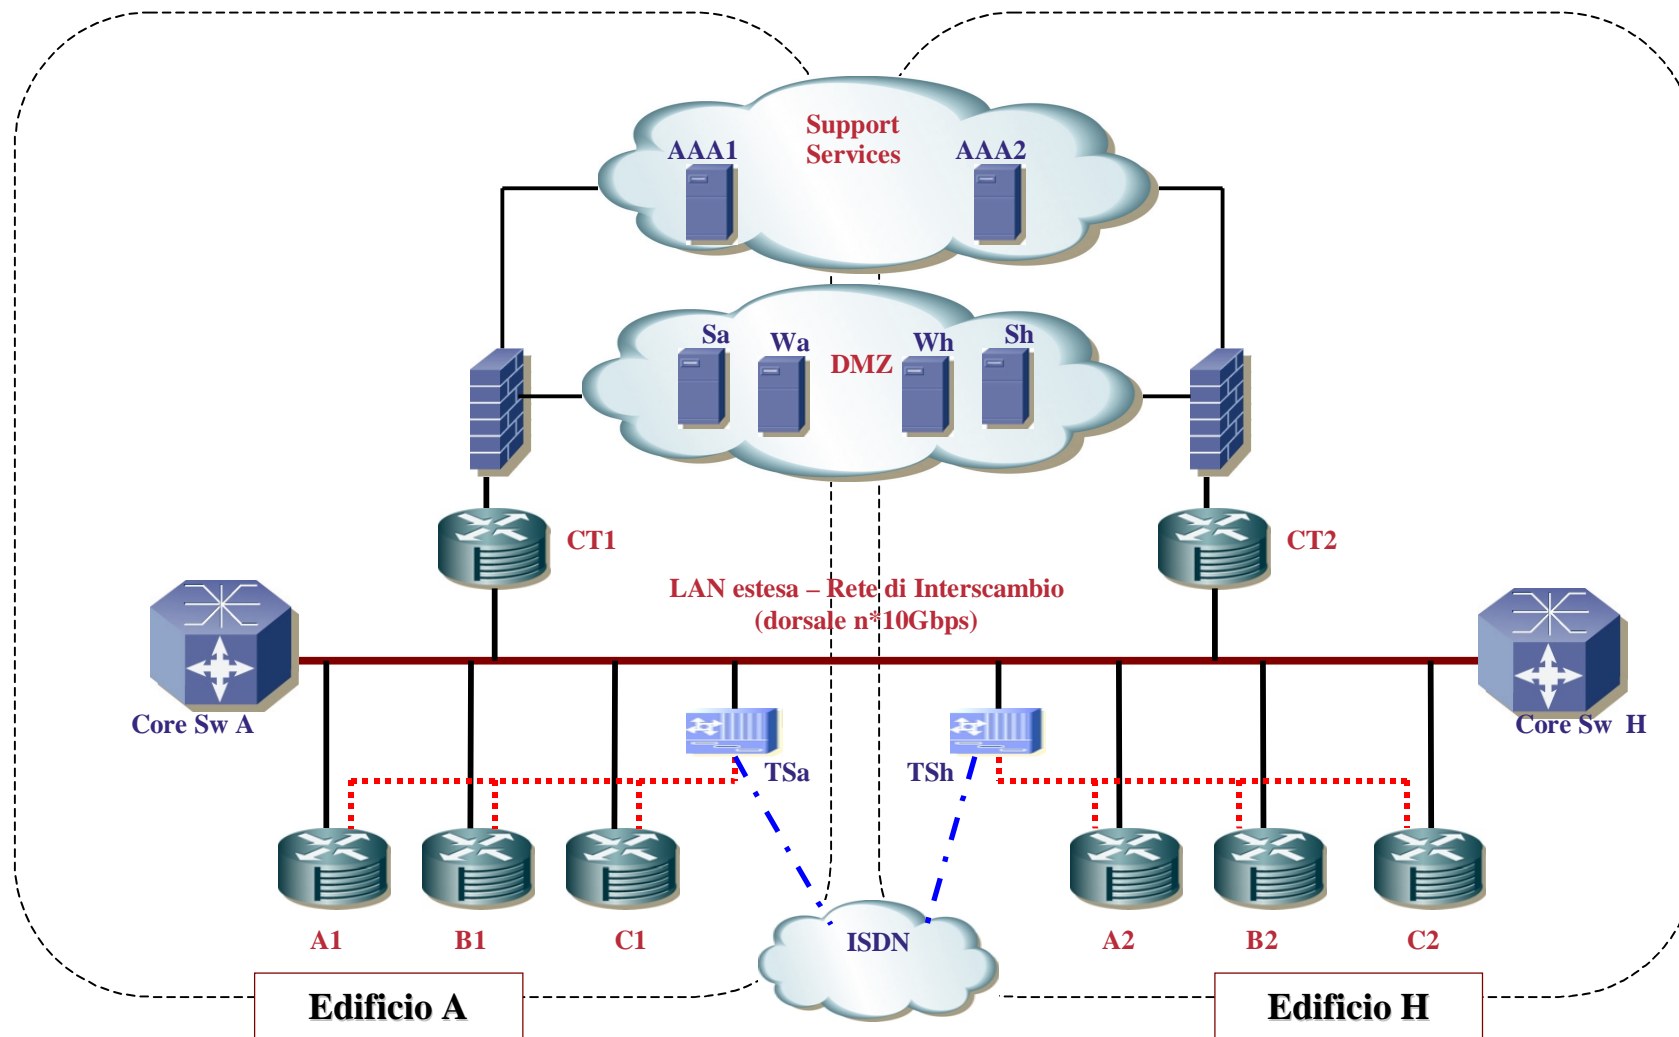 Support
Services
AAA1
AAA2
Sa
Wa
Wh
Sh
DMZ
CT1
CT2
LAN estesa – Rete di Interscambio
(dorsale n*10Gbps)
Core Sw A
Core Sw H
TSa
TSh
A1
B1
C1
ISDN
A2
B2
C2
Edificio A
Edificio H